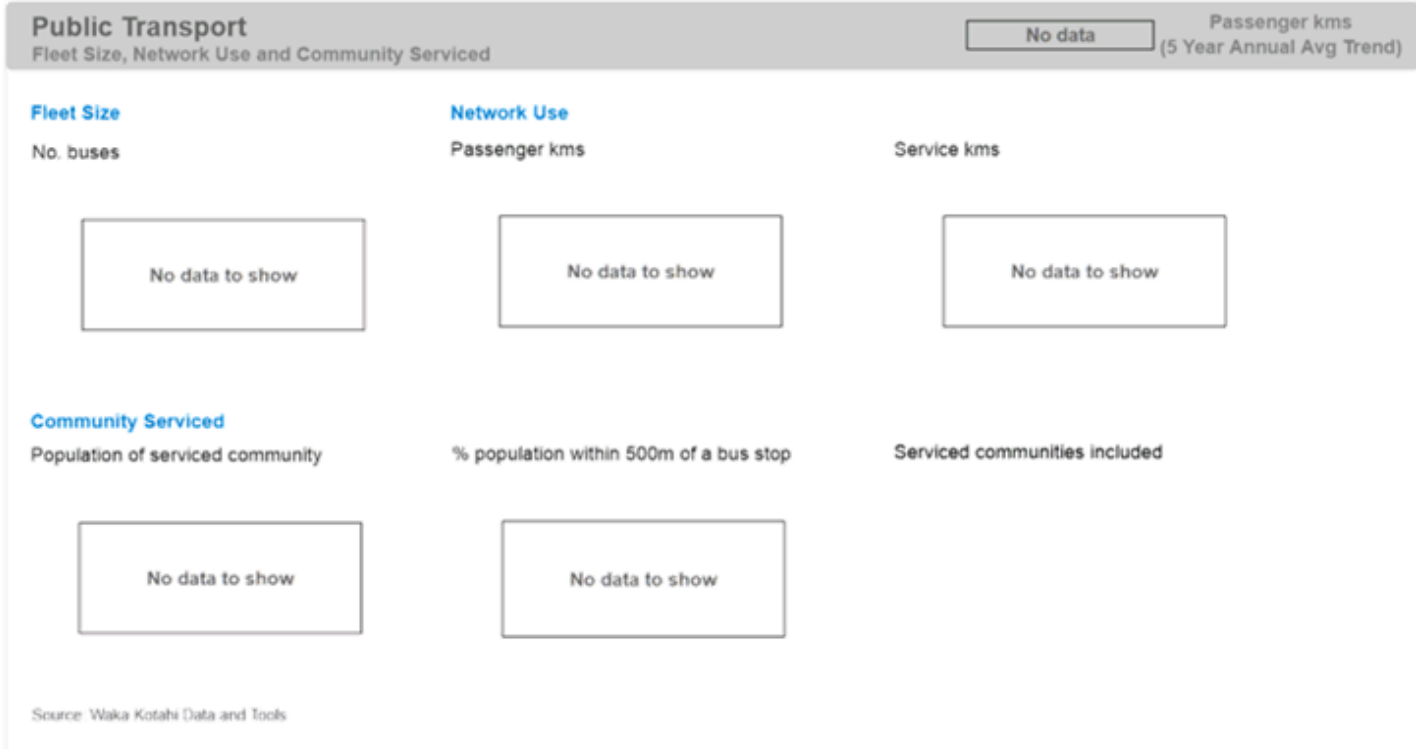 Public Transport
Fleet Size, Network Use and Community Serviced
No data
Passenger kms
(5 Year Annual Avg Trend)
Fleet Size
Network Use
No. buses
Passenger kms
Service kms
No data to show
No data to show
No data to show
Community Serviced
Population of serviced community
% population within 500m of a bus stop
Serviced communities included
No data to show
No data to show
Source: Waka Kotahi Data and Tools